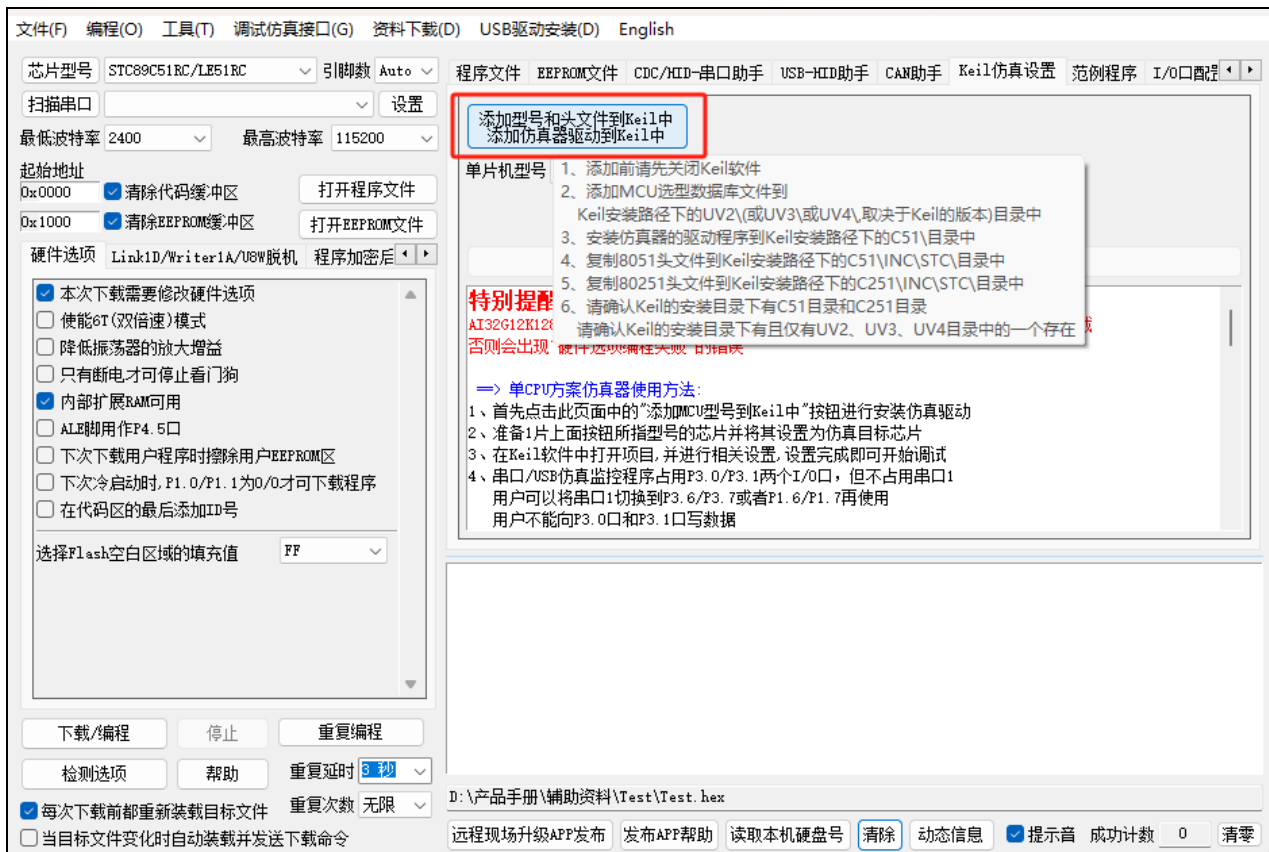 文件(F) 编程(O) 工具(T) 调试仿真接口(G) 资料下载(D) USB驱动安装(D) English
芯片型号 STC89C51RC/LE51RC 引脚数 Auto
扫描串口 设置
最低波特率 2400 最高波特率 115200
起始地址
0x0000 清除代码缓冲区 打开程序文件
0x1000 清除EEPROM缓冲区 打开EEPROM文件
硬件选项 Link1D/Writer1A/U8W脱机 程序加密后
本次下载需要修改硬件选项
使能6T(双倍速)模式
降低振荡器的放大增益
只有断电才可停止看门狗
内部扩展RAM可用
ALE脚用作P4.5口
下次下载用户程序时擦除用户EEPROM区
下次冷启动时,P1.0/P1.1为0/0才可下载程序
在代码区的最后添加ID号
选择Flash空白区域的填充值 FF
下载/编程 停止 重复编程
检测选项 帮助 重复延时 3 秒
每次下载前都重新装载目标文件 重复次数 无限
当目标文件变化时自动装载并发送下载命令
程序文件 EEPROM文件 CDC/HID-串口助手 USB-HID助手 CAN助手 Keil仿真设置 范例程序 I/O口配
添加型号和头文件到Keil中
添加仿真器驱动到Keil中
单片机型号
1、添加前请先关闭Keil软件
2、添加MCU选型数据库文件到
Keil安装路径下的UV2\(或UV3\或UV4\,取决于Keil的版本)目录中
3、安装仿真器的驱动程序到Keil安装路径下的C51\目录中
4、复制8051头文件到Keil安装路径下的C51\INC\STC\目录中
5、复制80251头文件到Keil安装路径下的C251\INC\STC\目录中
6、请确认Keil的安装目录下有C51目录和C251目录
请确认Keil的安装目录下有且仅有UV2、UV3、UV4目录中的一个存在
特别提醒
AI32G12K128
否则会出现"硬件选项编程失败"的错误
==> 单CPU方案仿真器使用方法:
1、首先点击此页面中的"添加MCU型号到Keil中"按钮进行安装仿真驱动
2、准备1片上面按钮所指型号的芯片并将其设置为仿真目标芯片
3、在Keil软件中打开项目,并进行相关设置,设置完成即可开始调试
4、串口/USB仿真监控程序占用P3.0/P3.1两个I/O口，但不占用串口1
用户可以将串口1切换到P3.6/P3.7或者P1.6/P1.7再使用
用户不能向P3.0口和P3.1口写数据
D:\产品手册\辅助资料\Test\Test.hex
远程现场升级APP发布 发布APP帮助 读取本机硬盘号 清除 动态信息 提示音 成功计数 0 清零